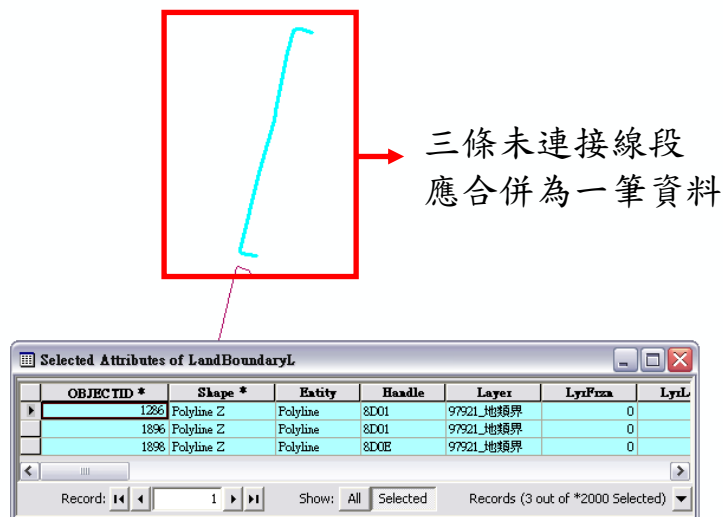 三條未連接線段
應合併為一筆資料
Selected Attributes of LandBoundaryL
OBJECTID * Shape * Entity Handle Layer LyrFrzn LyrL
1286 Polyline Z Polyline 8D01 97921_地類界 0
1896 Polyline Z Polyline 8D01 97921_地類界 0
1898 Polyline Z Polyline 8D0E 97921_地類界 0
Record: 1 Show: All Selected Records (3 out of *2000 Selected)